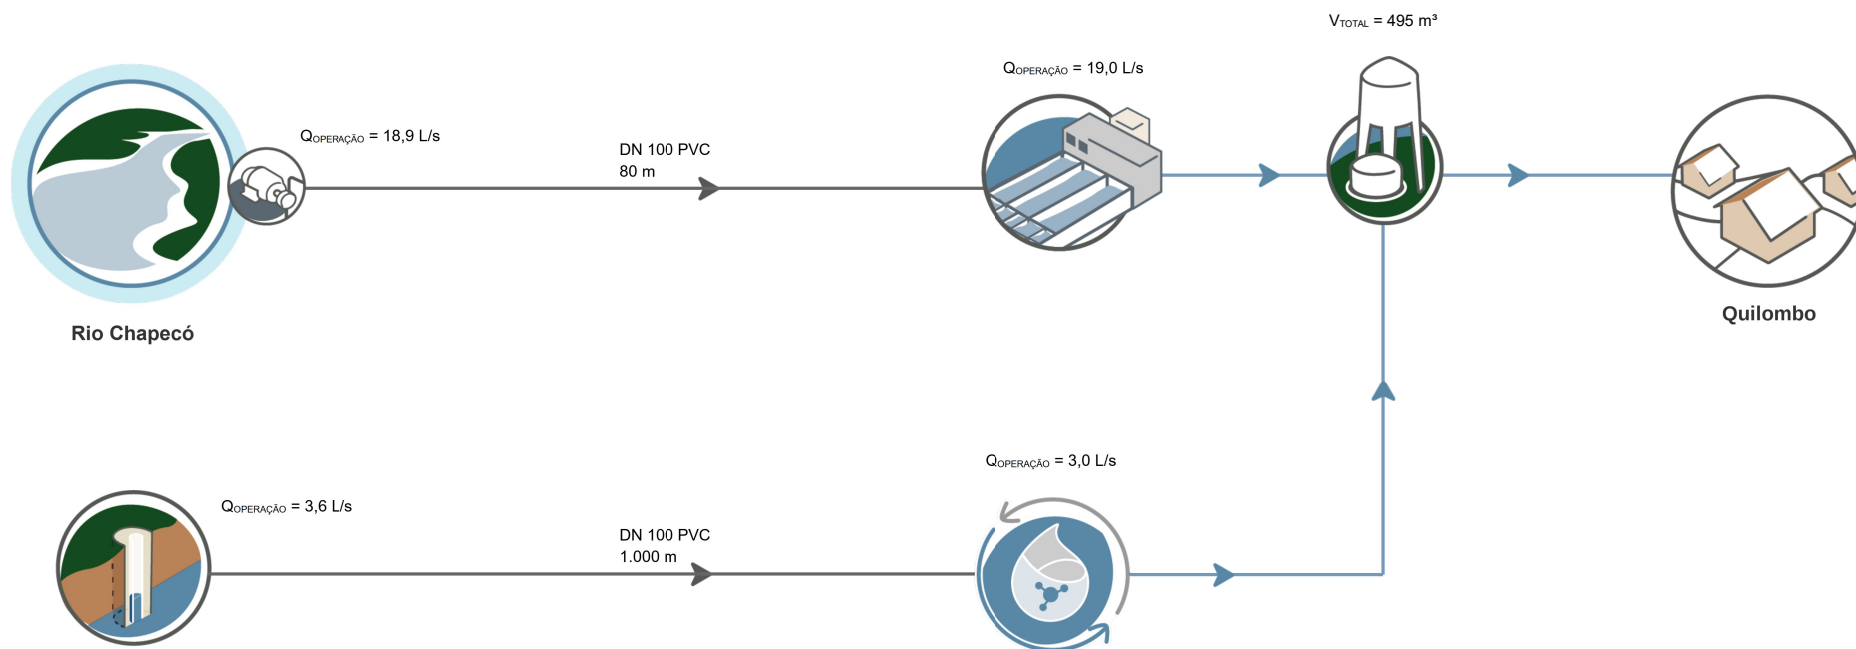 VTOTAL = 495 m³
QOPERAÇÃO = 19,0 L/s
QOPERAÇÃO = 18,9 L/s
DN 100 PVC
80 m
Rio Chapecó
Quilombo
QOPERAÇÃO = 3,0 L/s
QOPERAÇÃO = 3,6 L/s
DN 100 PVC
1.000 m